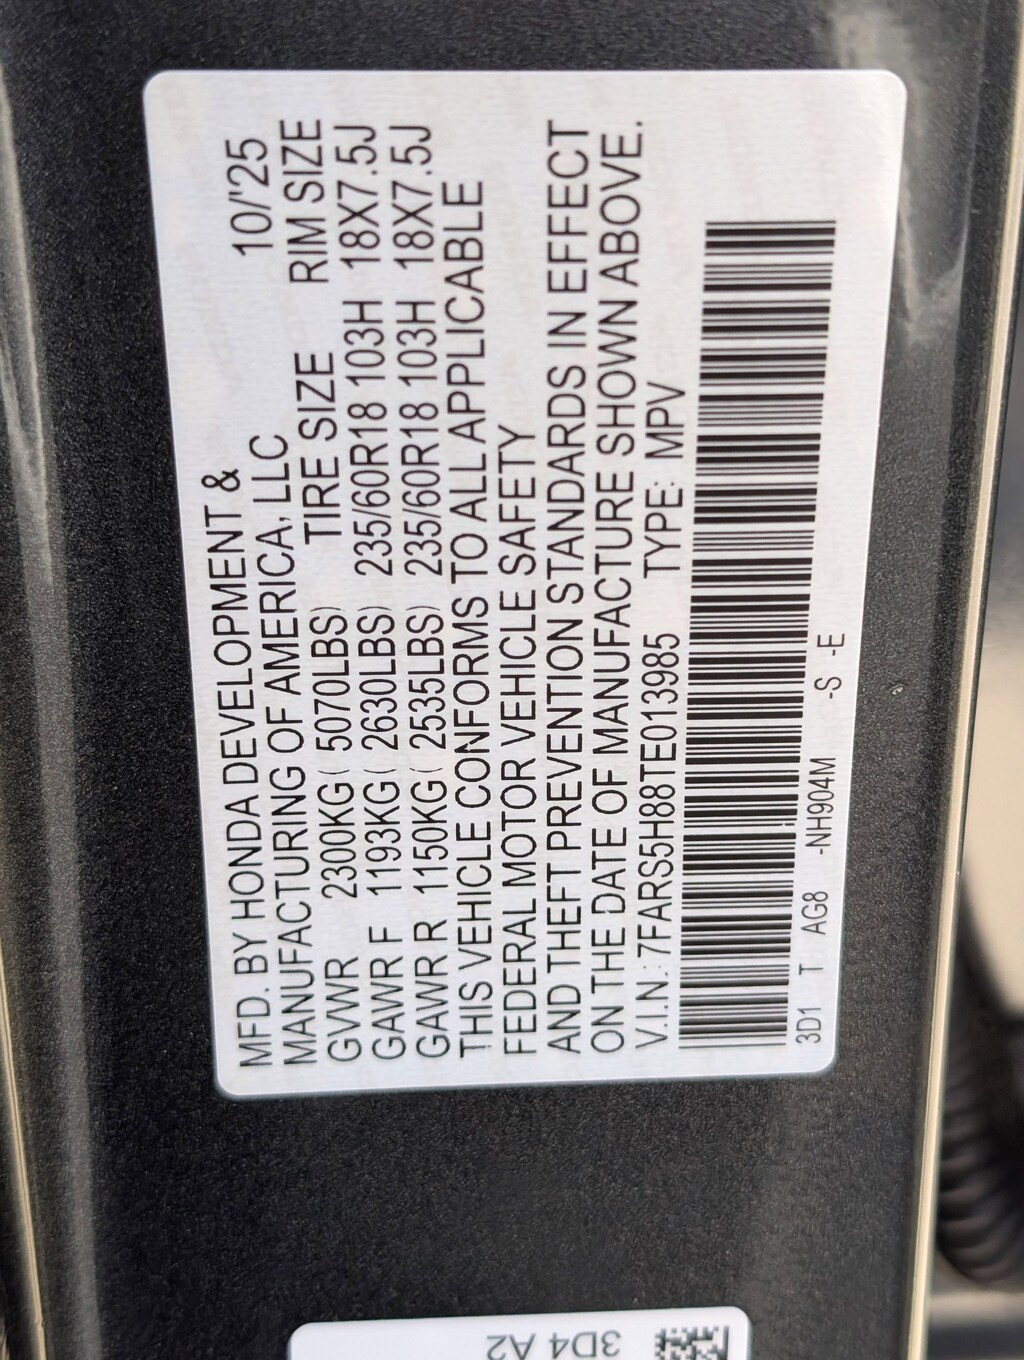 MFD. BY HONDA DEVELOPMENT &
MANUFACTURING OF AMERICA, LLC 10/'25
TIRE SIZE RIM SIZE
GVWR 2300KG( 5070LBS)
GAWR F 1193KG( 2630LBS) 235/60R18 103H 18X7.5J
GAWR R 1150KG( 2535LBS) 235/60R18 103H 18X7.5J
THIS VEHICLE CONFORMS TO ALL APPLICABLE
FEDERAL MOTOR VEHICLE SAFETY
AND THEFT PREVENTION STANDARDS IN EFFECT
ON THE DATE OF MANUFACTURE SHOWN ABOVE.
V.I.N.: 7FARS5H88TE013985 TYPE: MPV
3D1 T AG8 -NH904M -S -E
3D4 A2